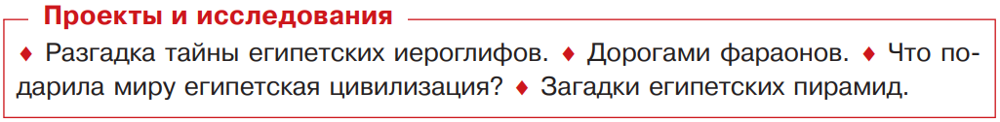 Проекты и исследования
♦ Разгадка тайны египетских иероглифов. ♦ Дорогами фараонов. ♦ Что по-
дарила миру египетская цивилизация? ♦ Загадки египетских пирамид.